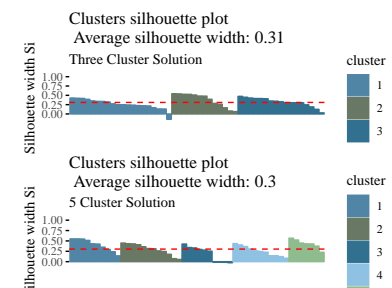 Clusters silhouette plot
Average silhouette width: 0.31
Three Cluster Solution
Silhouette width Si
1.00
0.75
0.50
0.25
0.00
cluster
1
2
3
Clusters silhouette plot
Average silhouette width: 0.3
5 Cluster Solution
ilhouette width Si
1.00
0.75
0.50
0.25
0.00
cluster
1
2
3
4